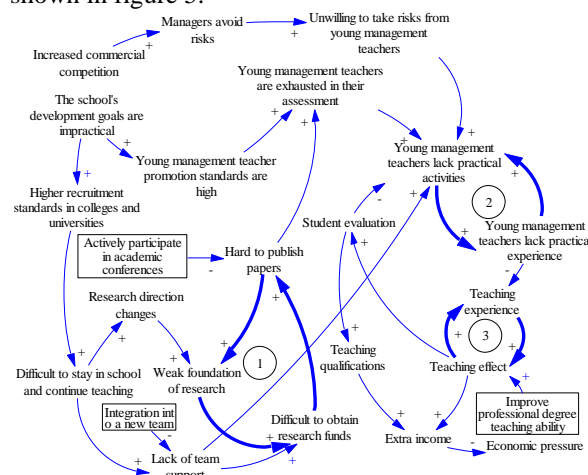 shown in figure 3.
Managers avoid
risks
Unwilling to take risks from
young management
teachers
Increased commercial
competition
Young management teachers
are exhausted in their
assessment
The school's
development goals are
impractical
Young management teacher
promotion standards are
high
Young management
teachers lack practical
activities
Higher recruitment
standards in colleges and
universities
Student evaluation
2
Young management
teachers lack practical
experience
Actively participate
in academic
conferences
Hard to publish
papers
Research direction
changes
Teaching
experience
3
Difficult to stay in school
and continue teaching
Weak foundation
of research
1
Teaching
qualifications
Teaching effect
Integration int
o a new team
Difficult to obtain
research funds
Improve
professional degree
teaching ability
Extra income
Economic pressure
Lack of team
support